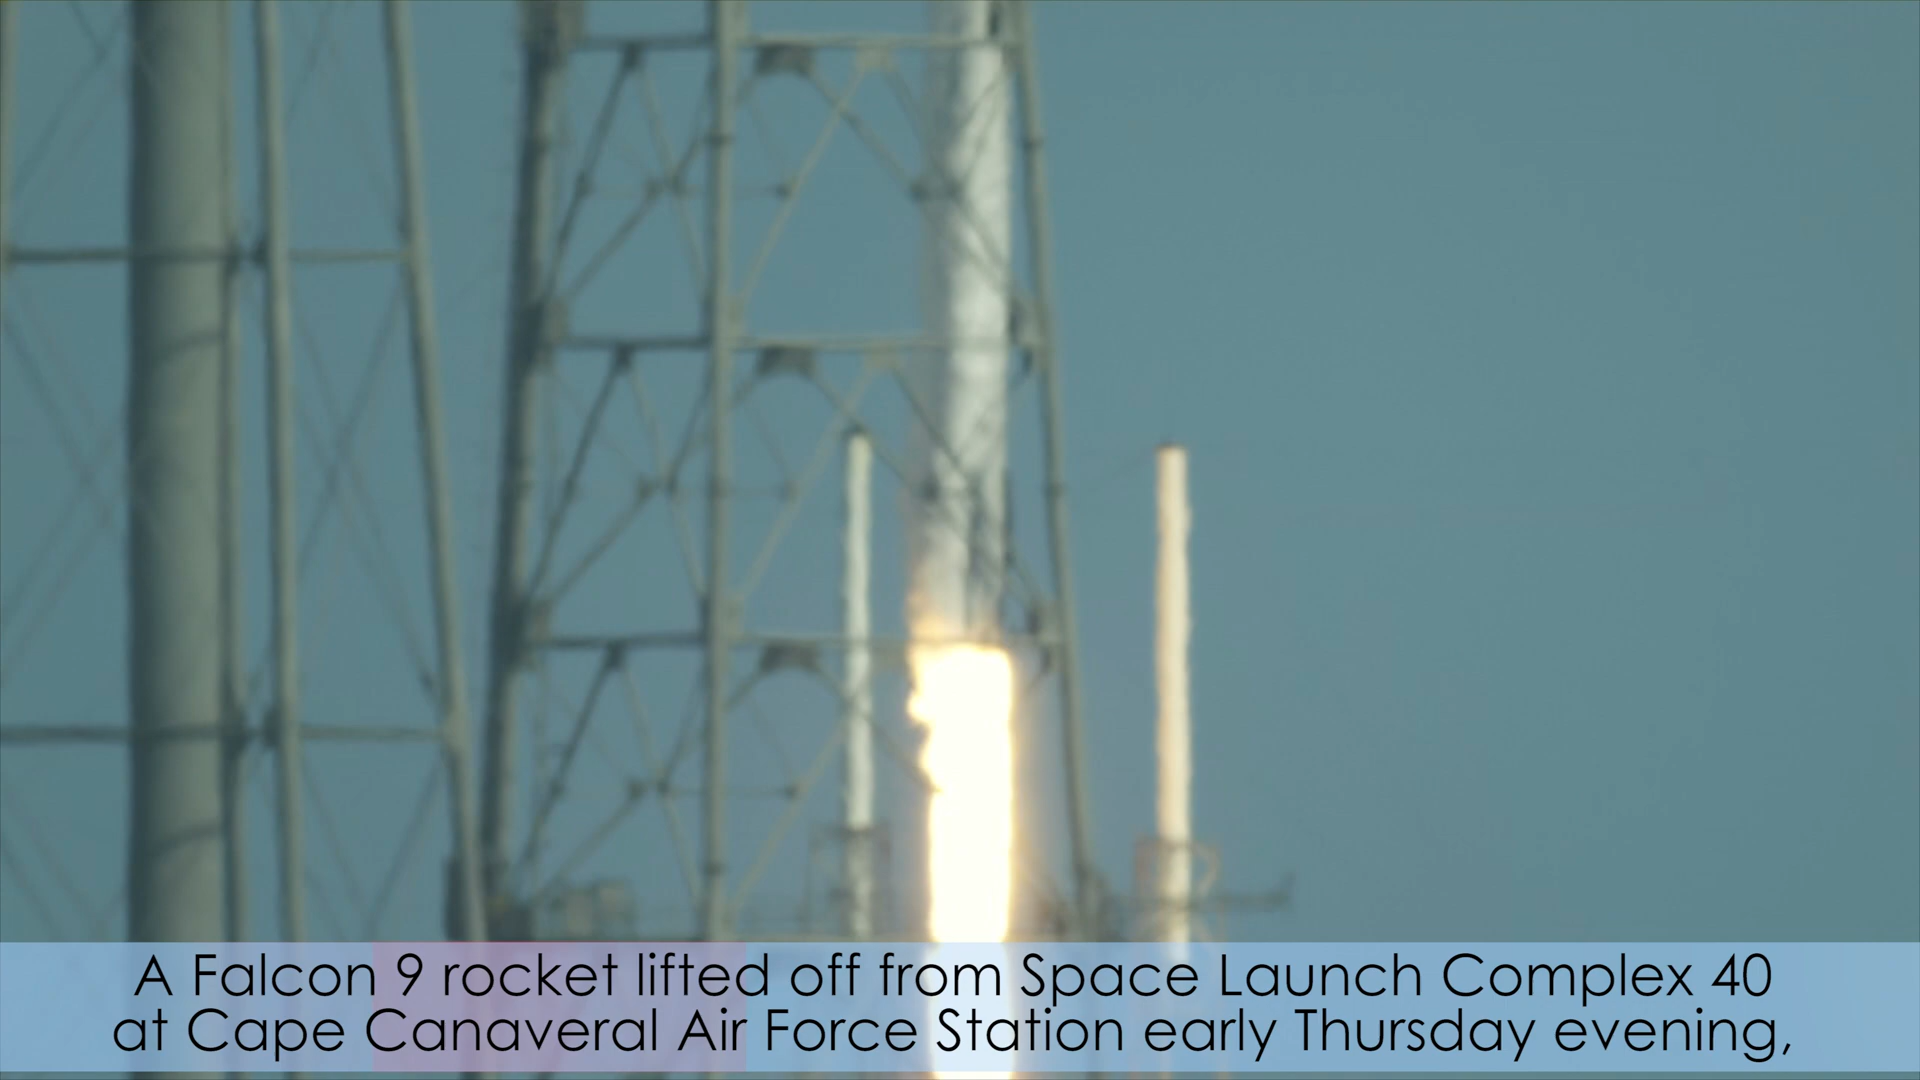 A Falcon 9 rocket lifted off from Space Launch Complex 40
at Cape Canaveral Air Force Station early Thursday evening,